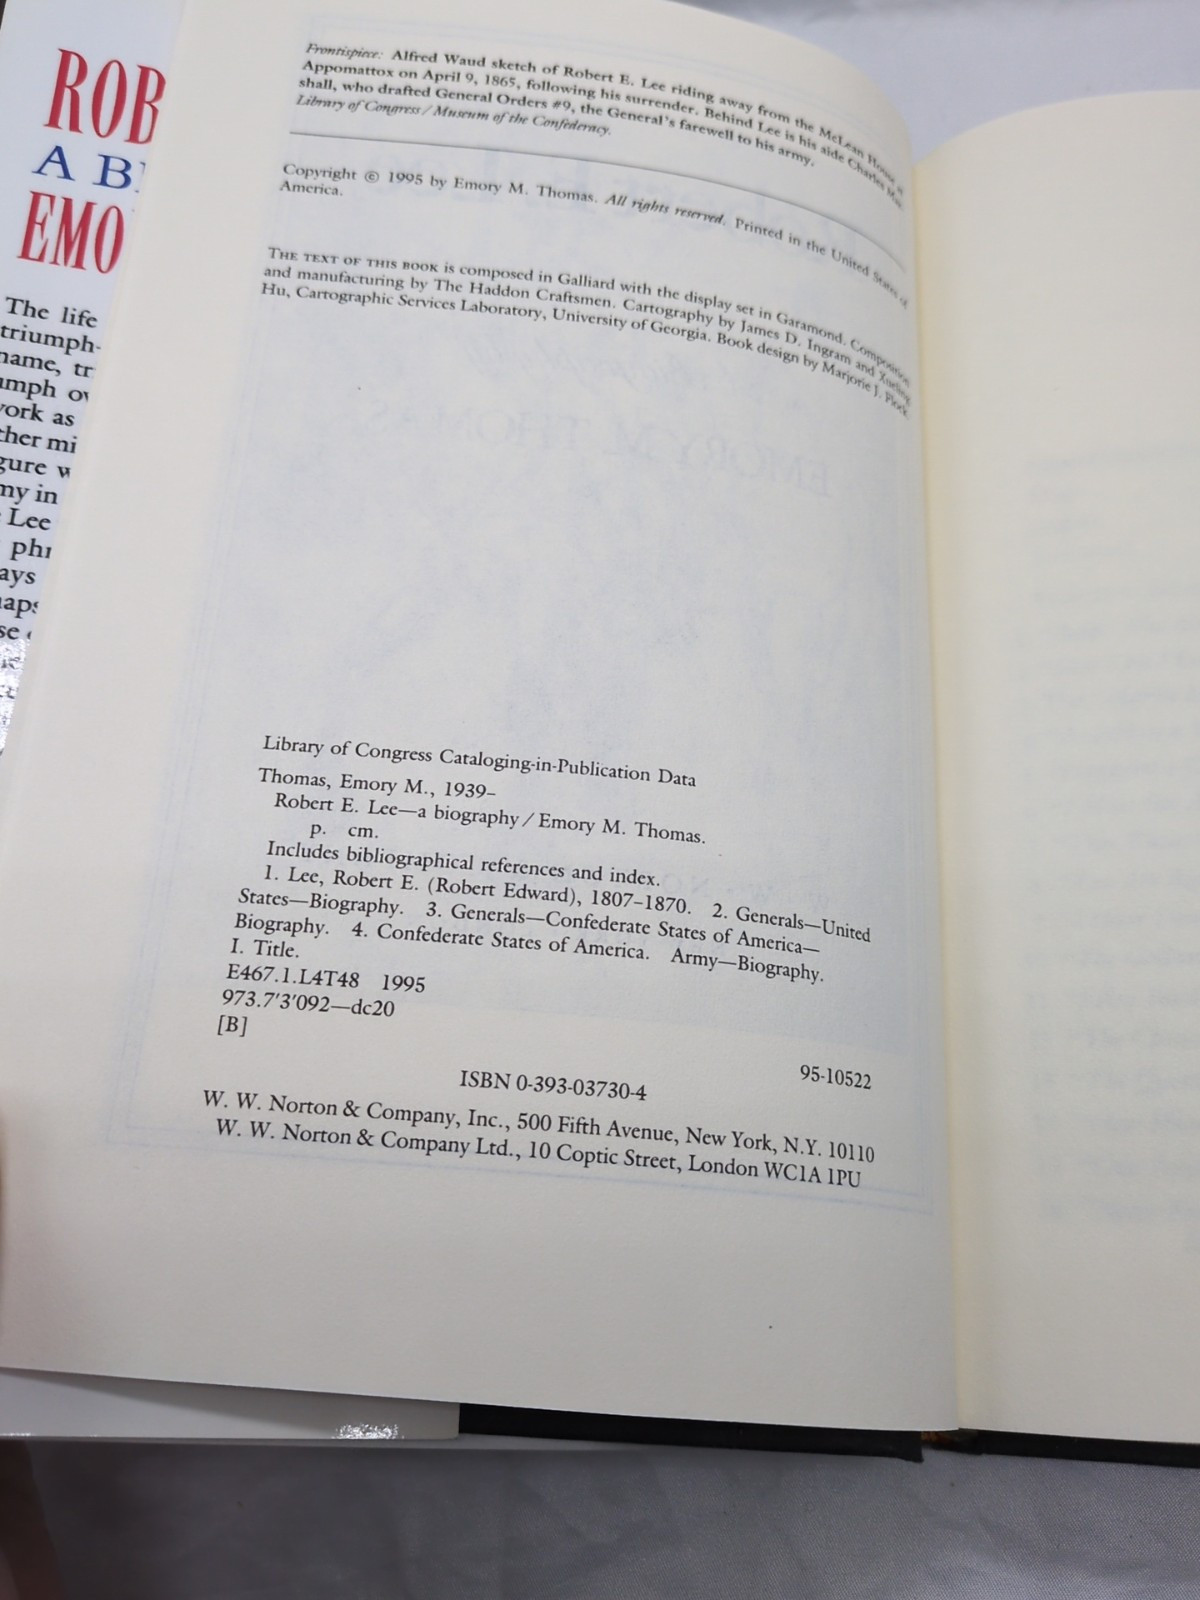 ROB
A B
EMO
The life
triumph-
name, tr
umph ov
work as
ther mi
gure w
my in
Lee
phr
ays
aps
se
Frontispiece: Alfred Waud sketch of Robert E. Lee riding away from the McLean House at
Appomattox on April 9, 1865, following his surrender. Behind Lee is his aide Charles Mar-
shall, who drafted General Orders #9, the General's farewell to his army.
Library of Congress / Museum of the Confederacy.
Copyright © 1995 by Emory M. Thomas. All rights reserved. Printed in the United States of
America.
THE TEXT OF THIS BOOK is composed in Galliard with the display set in Garamond. Composition
and manufacturing by The Haddon Craftsmen. Cartography by James D. Ingram and Xueling
Hu, Cartographic Services Laboratory, University of Georgia. Book design by Marjorie J. Flock.
Library of Congress Cataloging-in-Publication Data
Thomas, Emory M., 1939–
Robert E. Lee—a biography / Emory M. Thomas.
p. cm.
Includes bibliographical references and index.
1. Lee, Robert E. (Robert Edward), 1807–1870. 2. Generals—United
States—Biography. 3. Generals—Confederate States of America—
Biography. 4. Confederate States of America. Army—Biography.
I. Title.
E467.1.L4T48 1995
973.7'3'092—dc20
[B]
95-10522
ISBN 0-393-03730-4
W. W. Norton & Company, Inc., 500 Fifth Avenue, New York, N.Y. 10110
W. W. Norton & Company Ltd., 10 Coptic Street, London WC1A 1PU